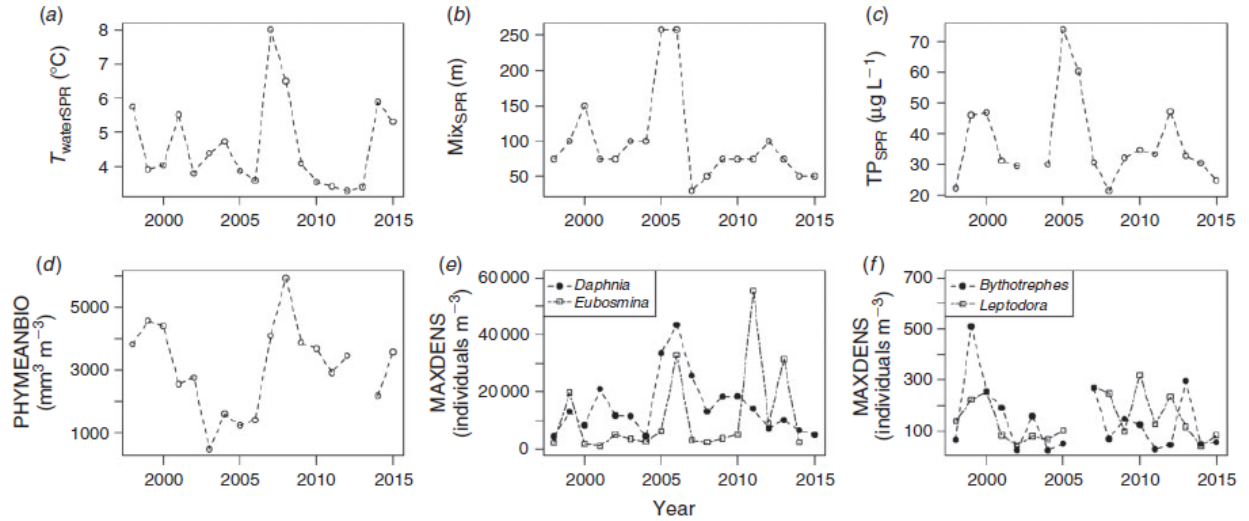 (a)
(b)
(c)
8
7
6
5
4
T_waterSPR (°C)
2000 2005 2010 2015
250
200
150
100
50
Mix_SPR (m)
2000 2005 2010 2015
70
60
50
40
30
20
TP_SPR (µg L⁻¹)
2000 2005 2010 2015
(d)
(e)
(f)
5000
3000
1000
PHYMEANBIO
(mm³ m⁻³)
2000 2005 2010 2015
60 000
40 000
20 000
0
MAXDENS
(individuals m⁻³)
Daphnia
Eubosmina
2000 2005 2010 2015
Year
700
500
300
100
MAXDENS
(individuals m⁻³)
Bythotrephes
Leptodora
2000 2005 2010 2015